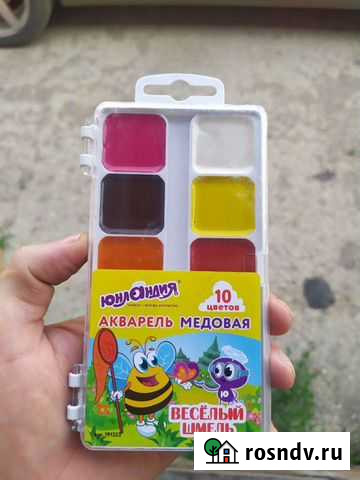 ЮНЛАНДИЯ
10
цветов
АКВАРЕЛЬ МЕДОВАЯ
ВЕСЁЛЫЙ
ШМЕЛЬ
rosndv.ru